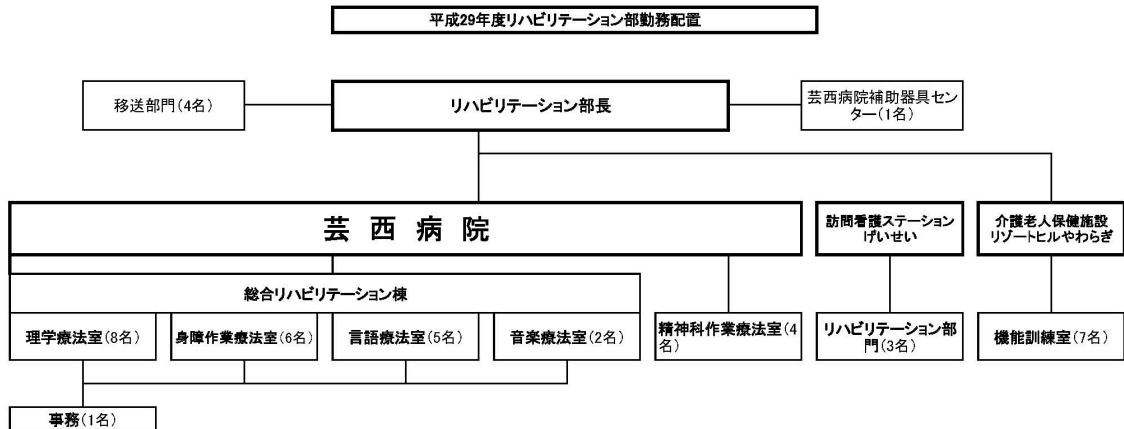 平成29年度リハビリテーション部勤務配置
移送部門(4名)
リハビリテーション部長
芸西病院補助器具セン
ター(1名)
芸西病院
訪問看護ステーション
げいせい
介護老人保健施設
リゾートヒルやわらぎ
総合リハビリテーション棟
理学療法室(8名)
身障作業療法室(6名)
言語療法室(5名)
音楽療法室(2名)
精神科作業療法室(4
名)
リハビリテーション部
門(3名)
機能訓練室(7名)
事務(1名)